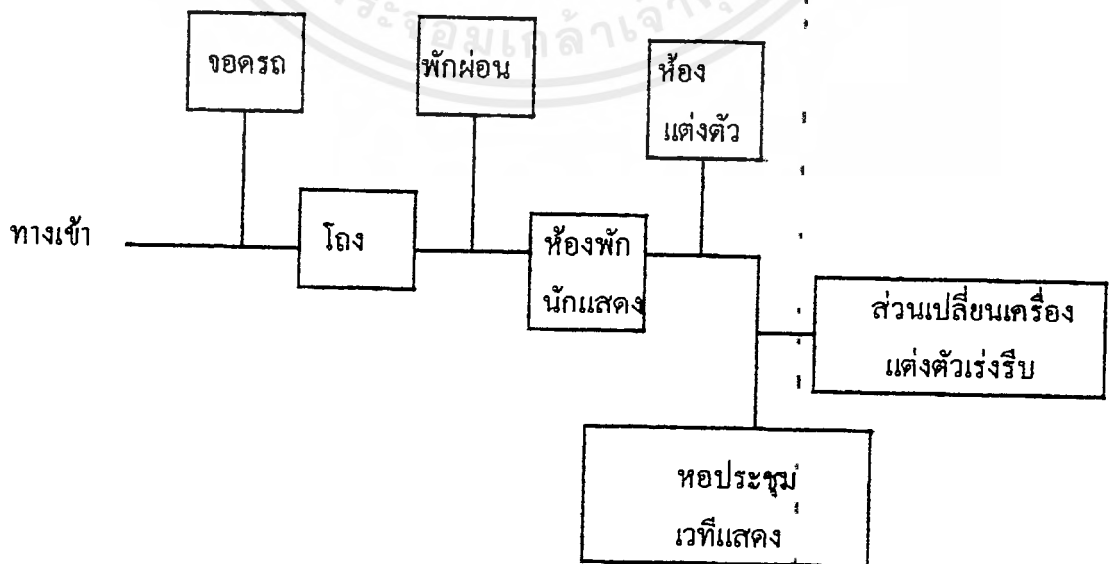 จอดรถ
พักผ่อน
ห้อง
แต่งตัว
ทางเข้า
โถง
ห้องพัก
นักแสดง
ส่วนเปลี่ยนเครื่อง
แต่งตัวเร่งรีบ
หอประชุม
เวทีแสดง